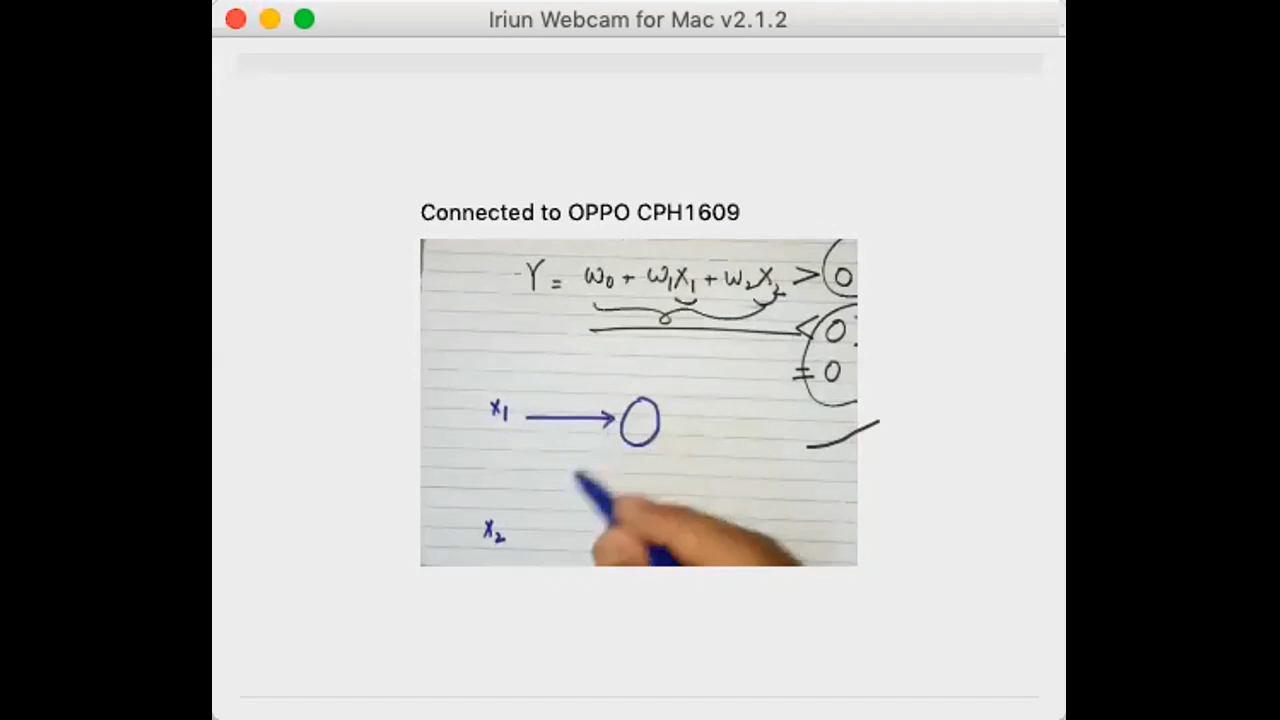 Iriun Webcam for Mac v2.1.2
Connected to OPPO CPH1609
Y = w₀ + w₁x₁ + w₂x₂ > 0
< 0
= 0
x₁
x₂